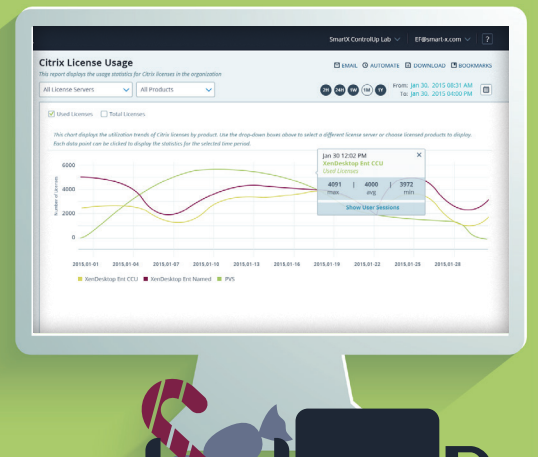 SmartX ControlUp Lab
EF@smart-x.com
?
Citrix License Usage
This report displays the usage statistics for Citrix licenses in the organization
EMAIL AUTOMATE DOWNLOAD BOOKMARKS
All License Servers
All Products
2H 24H 1W 1M 1Y
From: Jan 30, 2015 08:31 AM
To: Jan 30, 2015 04:00 PM
Used Licenses Total Licenses
This chart displays the utilization trends of Citrix licenses by product. Use the drop-down boxes above to select a different license server or choose licensed products to display.
Each data point can be clicked to display the statistics for the selected time period.
Number of Licenses
6000
4000
2000
0
Jan 30 12:02 PM
XenDesktop Ent CCU
Used Licenses
4091 | 4000 | 3972
max avg min
Show User Sessions
2015.01-01 2015.01-04 2015.01-07 2015.01-10 2015.01-13 2015.01-16 2015.01-19 2015.01-22 2015.01-25 2015.01-28
XenDesktop Ent CCU XenDesktop Ent Named PVS